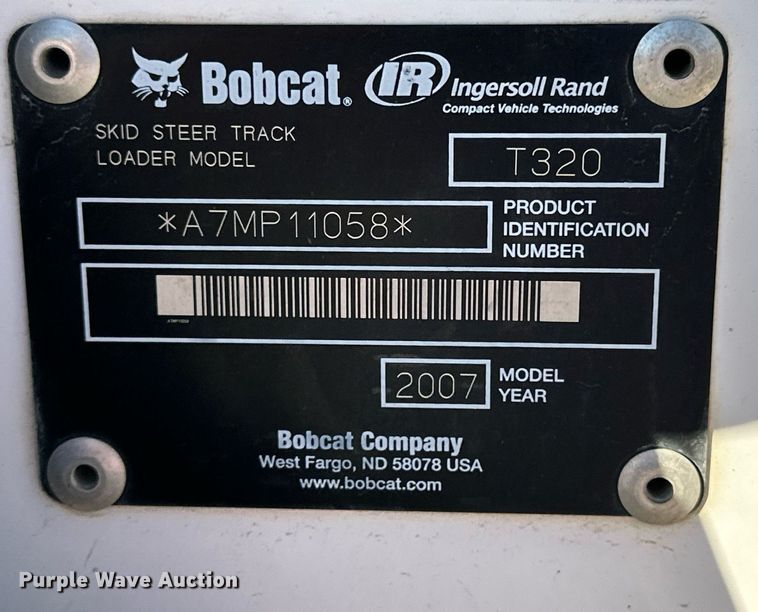 Bobcat®
IR Ingersoll Rand
Compact Vehicle Technologies
SKID STEER TRACK
LOADER MODEL
T320
*A7MP11058*
PRODUCT
IDENTIFICATION
NUMBER
A7MP11058
2007
MODEL
YEAR
Bobcat Company
West Fargo, ND 58078 USA
www.bobcat.com
Purple Wave Auction